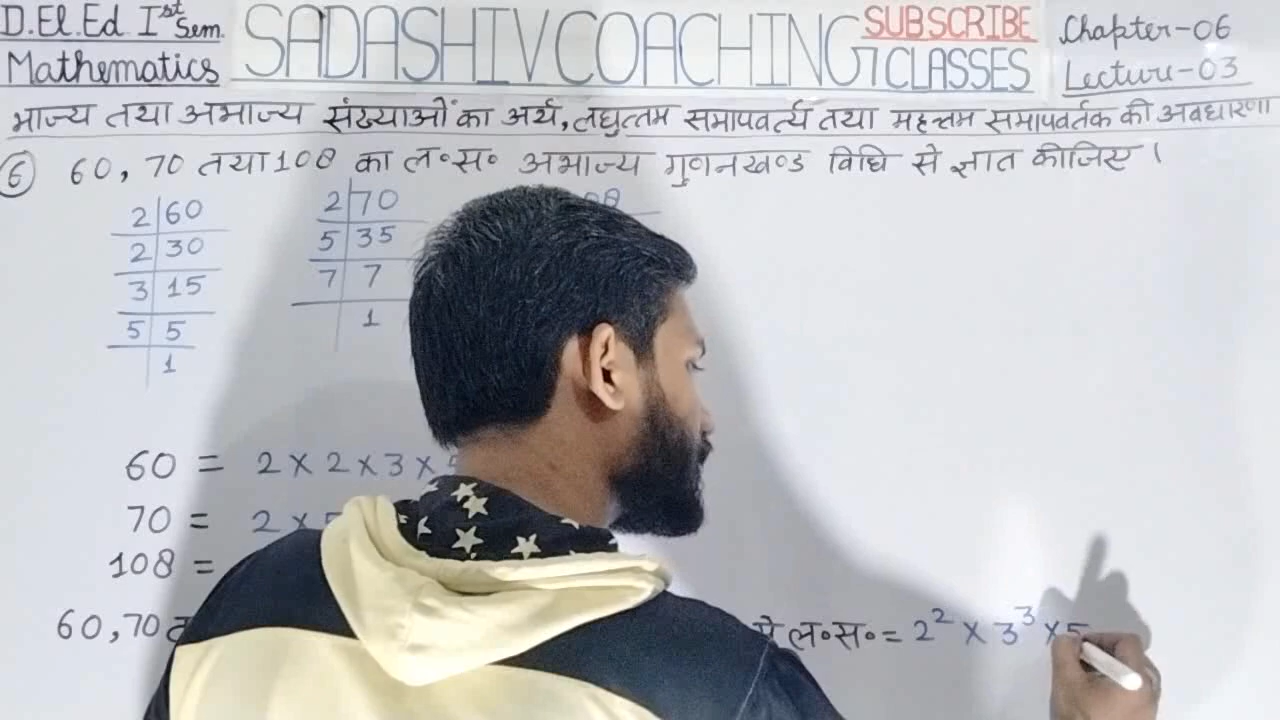 D.El.Ed Ist Sem.
Mathematics
SADASHIV COACHING CLASSES
SUBSCRIBE
Chapter-06
Lecture-03
भाज्य तथा अभाज्य संख्याओं का अर्थ, लघुत्तम समापवर्त्य तथा महत्तम समापवर्तक की अवधारणा
6 60, 70 तथा 108 का ल०स० अभाज्य गुणनखण्ड विधि से ज्ञात कीजिए।
2 60
2 30
3 15
5 5
1
2 70
5 35
7 7
1
60 = 2 × 2 × 3 ×
70 = 2 ×
108 =
60, 70
ल०स० = 2² × 3³ × 5